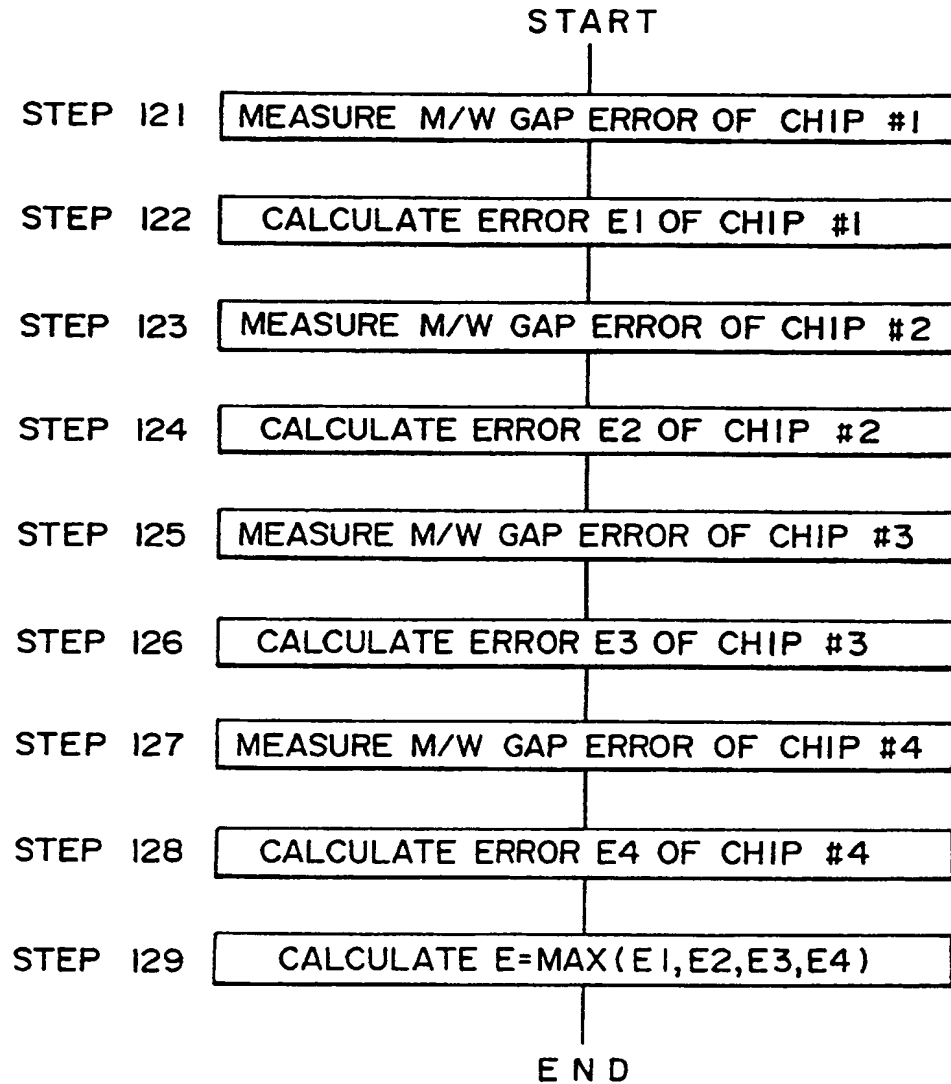 START
STEP 121 MEASURE M/W GAP ERROR OF CHIP #1
STEP 122 CALCULATE ERROR E1 OF CHIP #1
STEP 123 MEASURE M/W GAP ERROR OF CHIP #2
STEP 124 CALCULATE ERROR E2 OF CHIP #2
STEP 125 MEASURE M/W GAP ERROR OF CHIP #3
STEP 126 CALCULATE ERROR E3 OF CHIP #3
STEP 127 MEASURE M/W GAP ERROR OF CHIP #4
STEP 128 CALCULATE ERROR E4 OF CHIP #4
STEP 129 CALCULATE E=MAX(E1,E2,E3,E4)
END